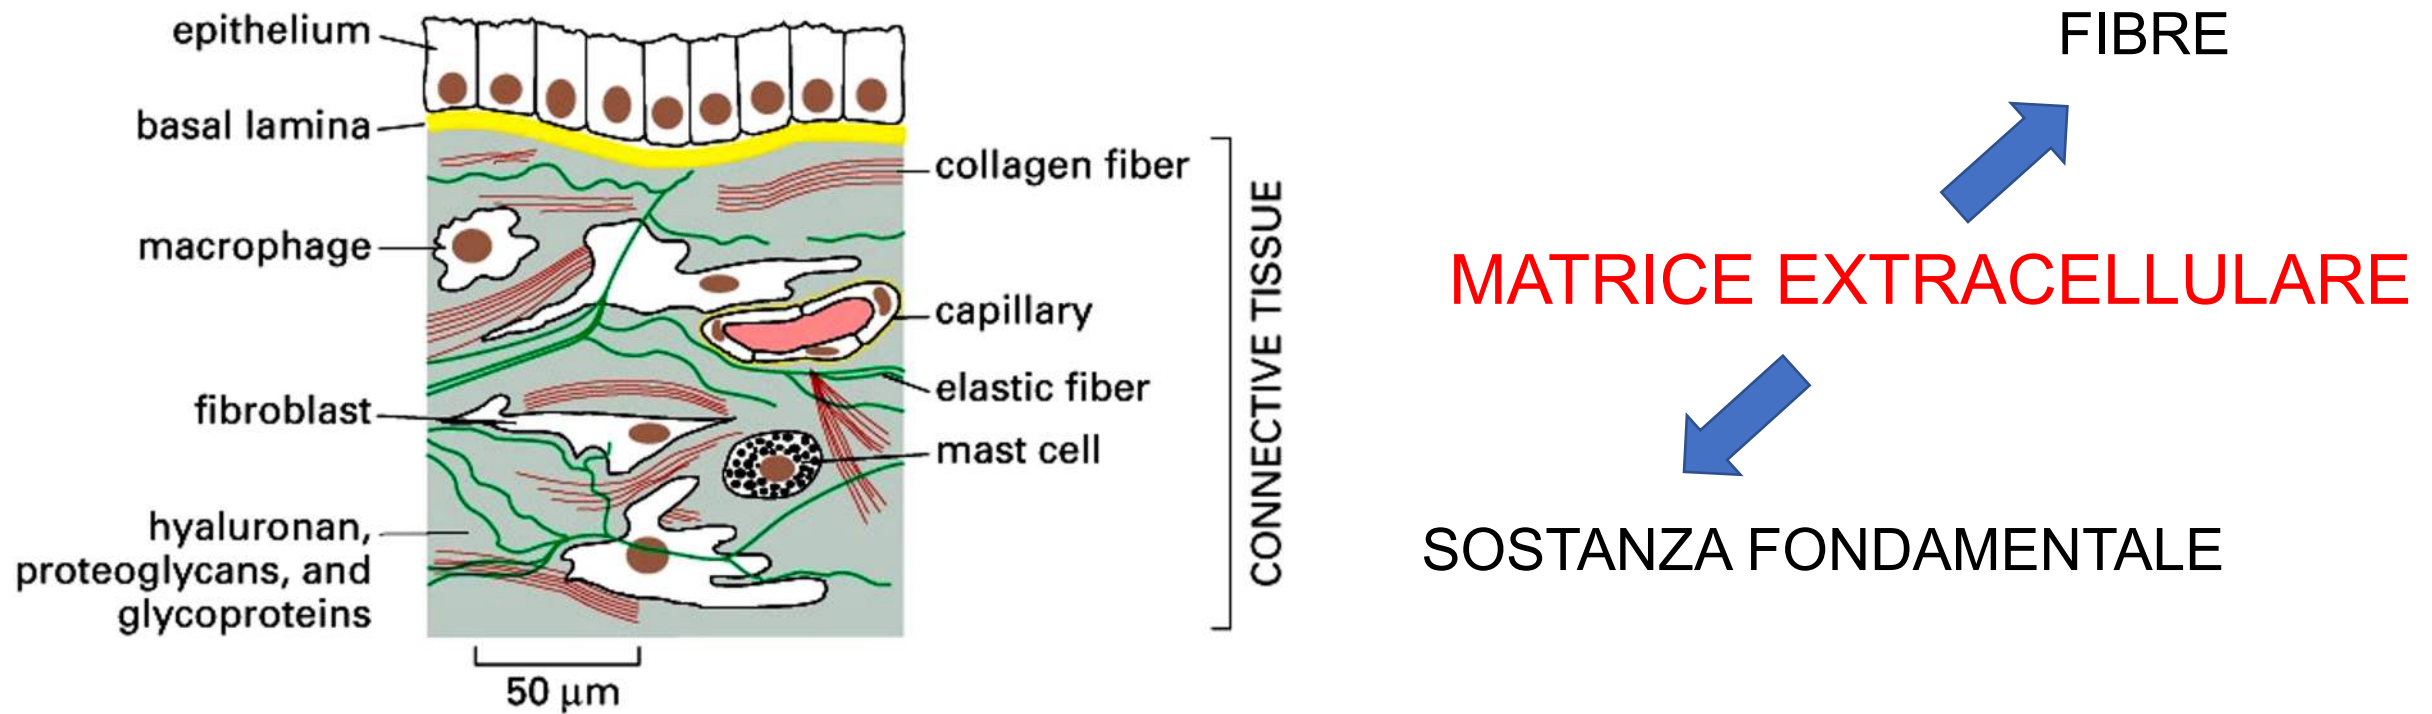 epithelium
basal lamina
macrophage
fibroblast
hyaluronan,
proteoglycans, and
glycoproteins
50 μm
collagen fiber
capillary
elastic fiber
mast cell
CONNECTIVE TISSUE
FIBRE
MATRICE EXTRACELLULARE
SOSTANZA FONDAMENTALE